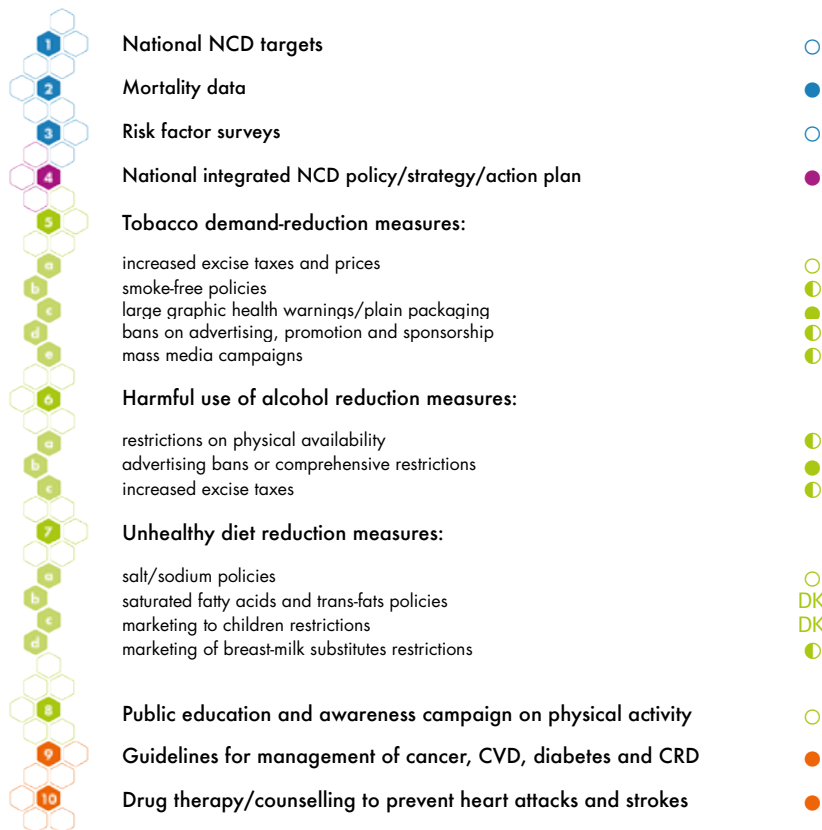 1 National NCD targets ○
2 Mortality data ●
3 Risk factor surveys ○
4 National integrated NCD policy/strategy/action plan ●
5 Tobacco demand-reduction measures:
a increased excise taxes and prices ○
b smoke-free policies ◐
c large graphic health warnings/plain packaging ●
d bans on advertising, promotion and sponsorship ◐
e mass media campaigns ◐
6 Harmful use of alcohol reduction measures:
a restrictions on physical availability ◐
b advertising bans or comprehensive restrictions ●
c increased excise taxes ◐
7 Unhealthy diet reduction measures:
a salt/sodium policies ○
b saturated fatty acids and trans-fats policies DK
c marketing to children restrictions DK
d marketing of breast-milk substitutes restrictions ◐
8 Public education and awareness campaign on physical activity ○
9 Guidelines for management of cancer, CVD, diabetes and CRD ●
10 Drug therapy/counselling to prevent heart attacks and strokes ●